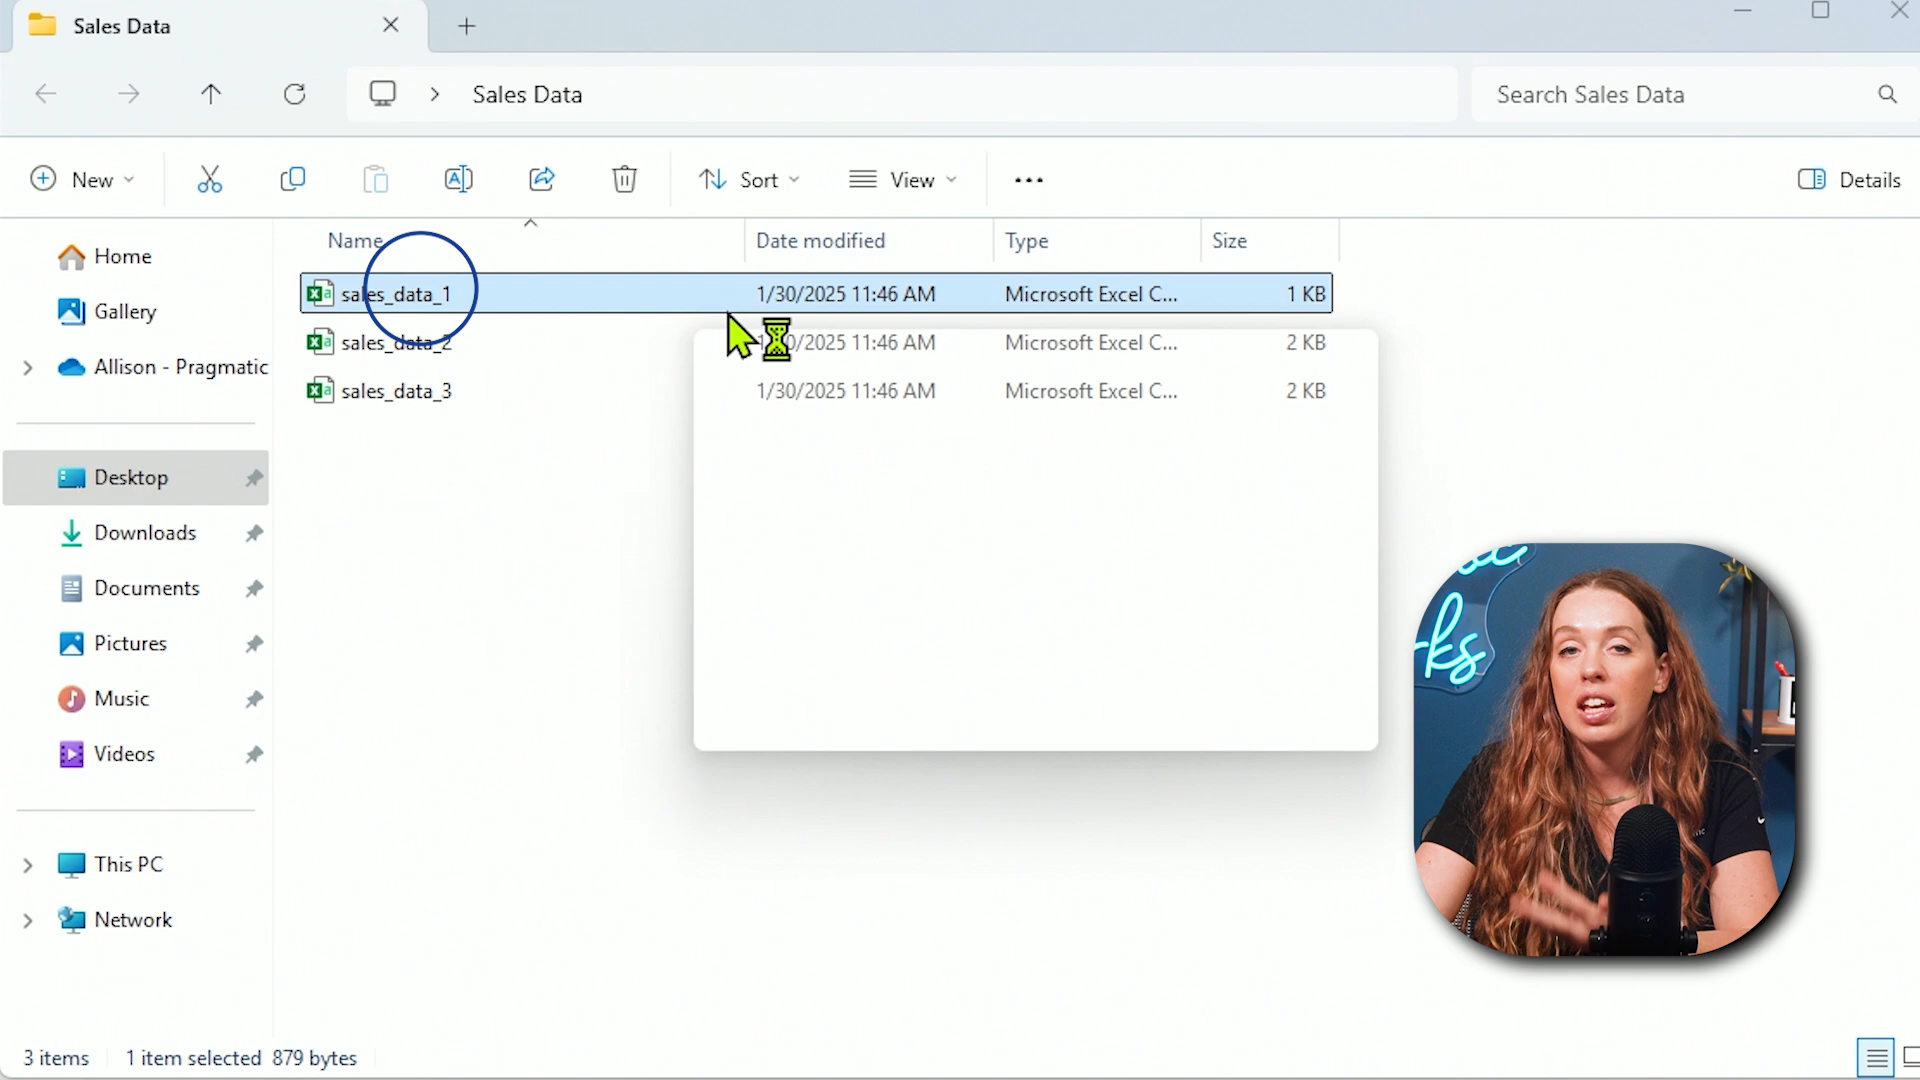 Sales Data
Sales Data
Search Sales Data
New
Sort
View
Details
Name
Date modified
Type
Size
sales_data_1
1/30/2025 11:46 AM
Microsoft Excel C...
1 KB
sales_data_2
/2025 11:46 AM
Microsoft Excel C...
2 KB
sales_data_3
1/30/2025 11:46 AM
Microsoft Excel C...
2 KB
Home
Gallery
Allison - Pragmatic
Desktop
Downloads
Documents
Pictures
Music
Videos
This PC
Network
rks
3 items
1 item selected 879 bytes